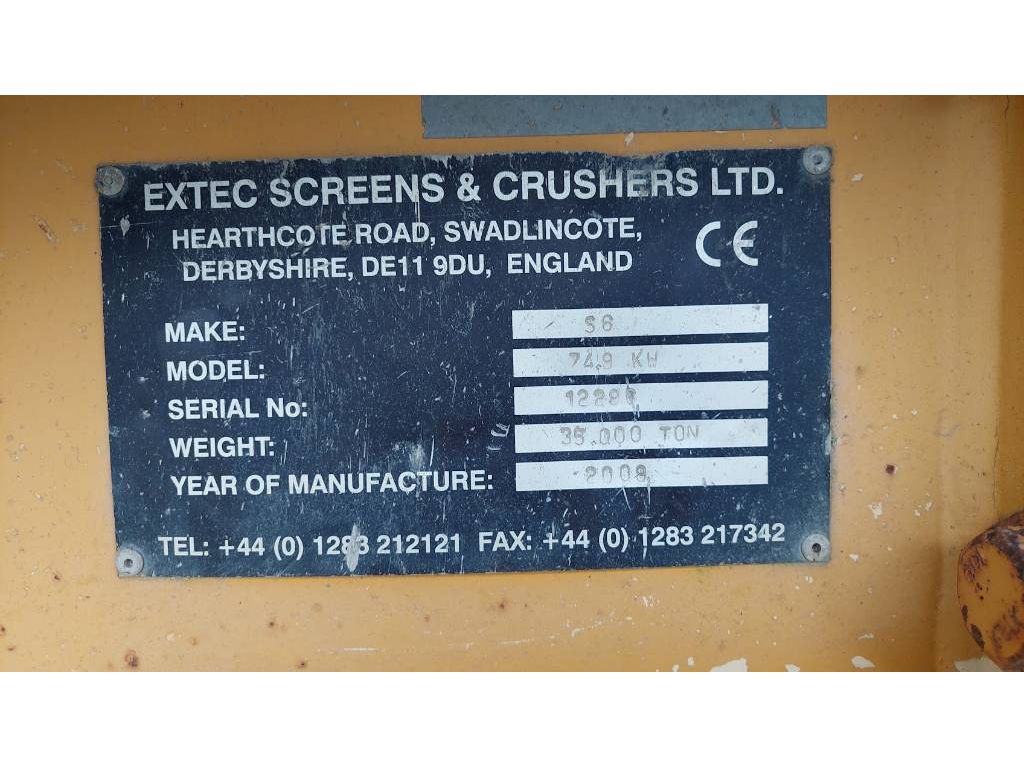 EXTEC SCREENS & CRUSHERS LTD.
HEARTHCOTE ROAD, SWADLINCOTE,
DERBYSHIRE, DE11 9DU, ENGLAND
CE
MAKE: S6
MODEL: 74.9 KW
SERIAL No:
WEIGHT: 35.000 TON
YEAR OF MANUFACTURE: 2008
TEL: +44 (0) 1283 212121 FAX: +44 (0) 1283 217342